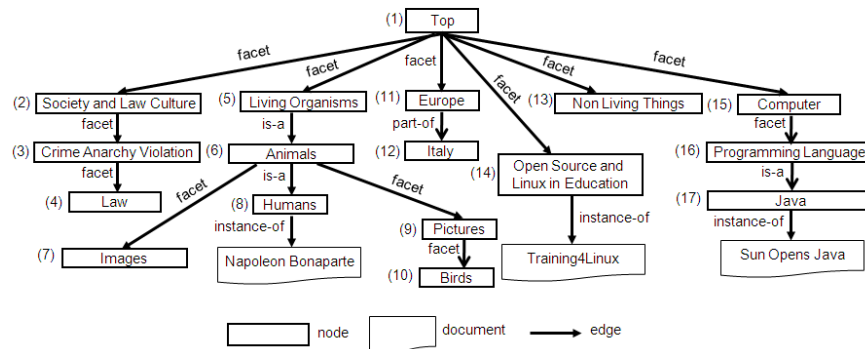 (1) Top
facet facet facet facet facet facet
(2) Society and Law Culture
(5) Living Organisms
(11) Europe
(13) Non Living Things
(15) Computer
facet is-a part-of facet
(3) Crime Anarchy Violation
(6) Animals
(12) Italy
(14) Open Source and
Linux in Education
(16) Programming Language
facet facet is-a facet is-a
(4) Law
(8) Humans
(9) Pictures
(17) Java
instance-of facet instance-of instance-of
(7) Images
Napoleon Bonaparte
(10) Birds
Training4Linux
Sun Opens Java
node document edge